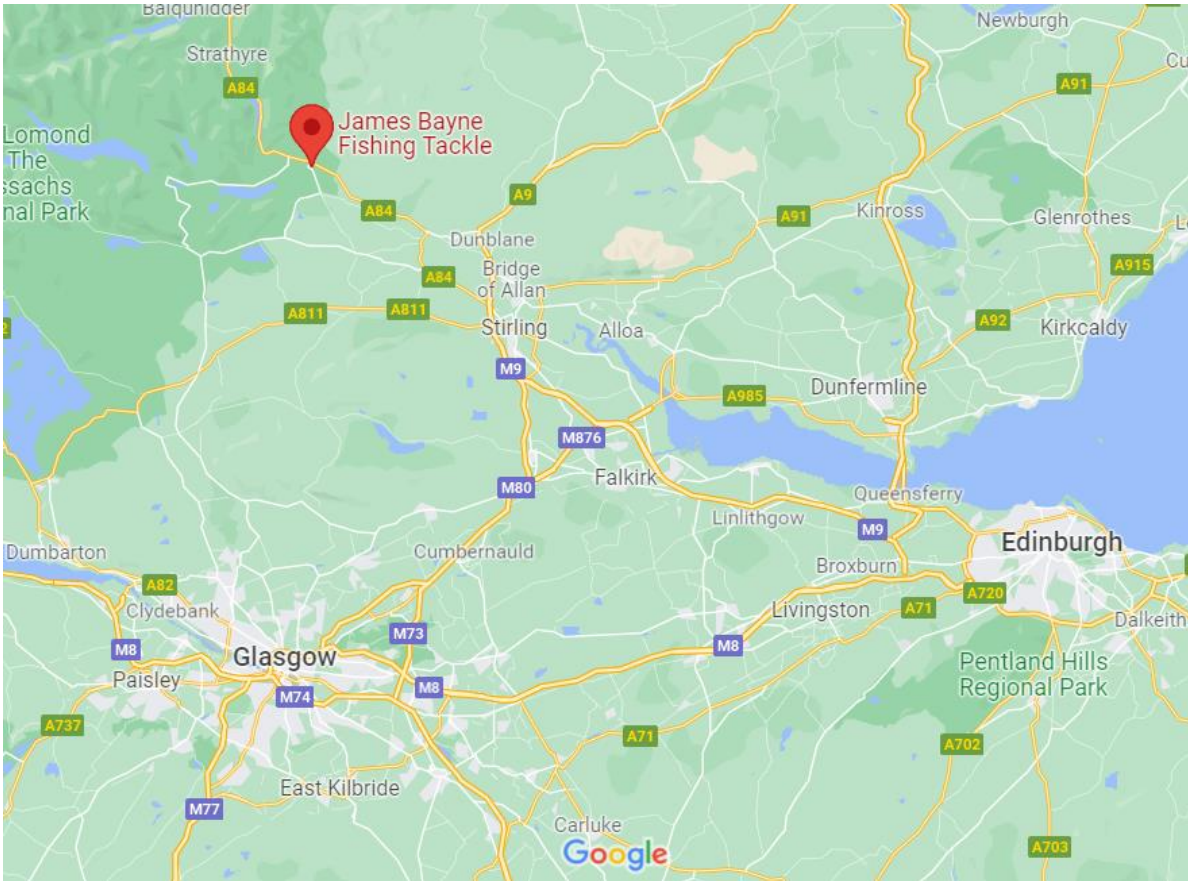 Balquhidder
Newburgh
Strathyre
A84
A91
James Bayne
Fishing Tackle
Lomond
The
ssachs
nal Park
A84
A9
A91
Kinross
Glenrothes
Dunblane
A84
Bridge
of Allan
A915
A811
A811
Stirling
Alloa
A92
Kirkcaldy
M9
Dunfermline
A985
M876
M80
Falkirk
Queensferry
Linlithgow
M9
Edinburgh
Dumbarton
Cumbernauld
Broxburn
A82
Clydebank
Livingston
A71
A720
Dalkeith
M73
M8
Glasgow
M8
Paisley
M74
M8
Pentland Hills
Regional Park
A737
A71
A702
East Kilbride
M77
Carluke
Google
A703